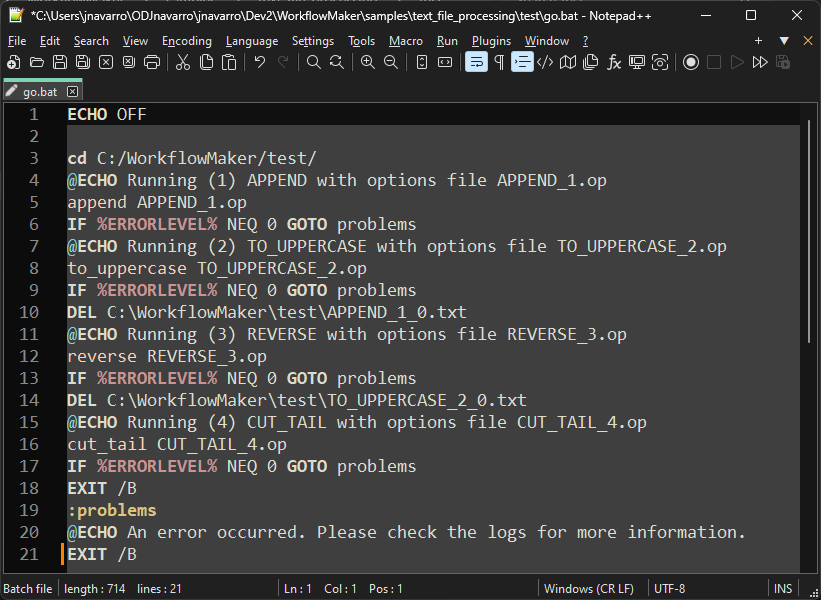 *C:\Users\jnavarro\ODJnavarro\jnavarro\Dev2\WorkflowMaker\samples\text_file_processing\test\go.bat - Notepad++
File Edit Search View Encoding Language Settings Tools Macro Run Plugins Window ?
go.bat
1 ECHO OFF
2
3 cd C:/WorkflowMaker/test/
4 @ECHO Running (1) APPEND with options file APPEND_1.op
5 append APPEND_1.op
6 IF %ERRORLEVEL% NEQ 0 GOTO problems
7 @ECHO Running (2) TO_UPPERCASE with options file TO_UPPERCASE_2.op
8 to_uppercase TO_UPPERCASE_2.op
9 IF %ERRORLEVEL% NEQ 0 GOTO problems
10 DEL C:\WorkflowMaker\test\APPEND_1_0.txt
11 @ECHO Running (3) REVERSE with options file REVERSE_3.op
12 reverse REVERSE_3.op
13 IF %ERRORLEVEL% NEQ 0 GOTO problems
14 DEL C:\WorkflowMaker\test\TO_UPPERCASE_2_0.txt
15 @ECHO Running (4) CUT_TAIL with options file CUT_TAIL_4.op
16 cut_tail CUT_TAIL_4.op
17 IF %ERRORLEVEL% NEQ 0 GOTO problems
18 EXIT /B
19 :problems
20 @ECHO An error occurred. Please check the logs for more information.
21 EXIT /B
Batch file length : 714 lines : 21 Ln : 1 Col : 1 Pos : 1 Windows (CR LF) UTF-8 INS